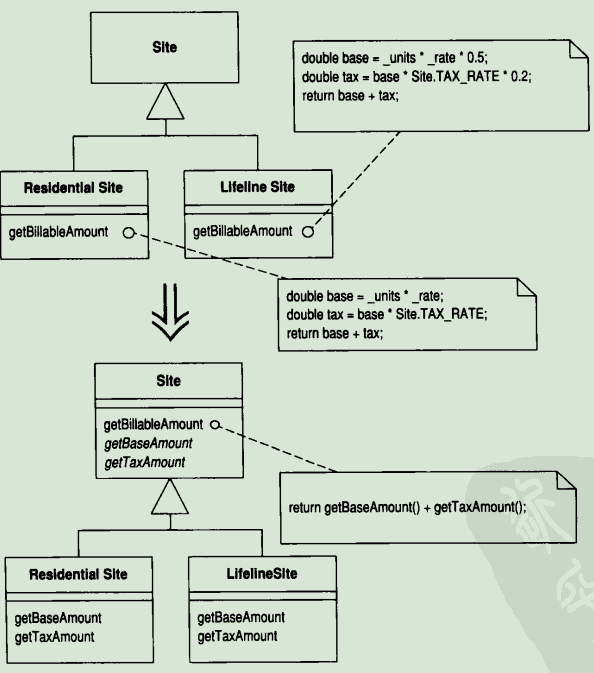 Site
double base = _units * _rate * 0.5;
double tax = base * Site.TAX_RATE * 0.2;
return base + tax;
Residential Site
getBillableAmount
Lifeline Site
getBillableAmount
double base = _units * _rate;
double tax = base * Site.TAX_RATE;
return base + tax;
Site
getBillableAmount
getBaseAmount
getTaxAmount
return getBaseAmount() + getTaxAmount();
Residential Site
getBaseAmount
getTaxAmount
LifelineSite
getBaseAmount
getTaxAmount